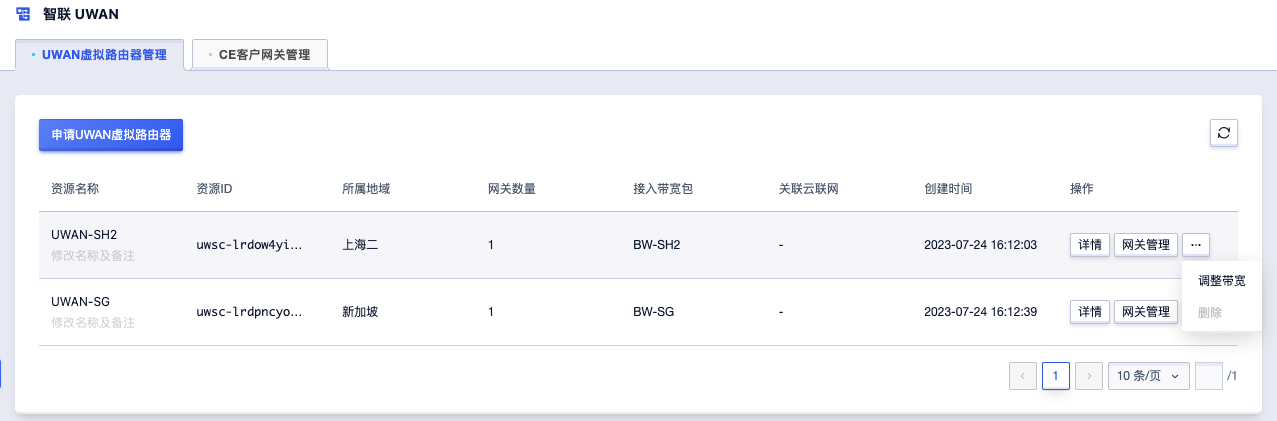 智联 UWAN
UWAN虚拟路由器管理 CE客户网关管理
申请UWAN虚拟路由器
资源名称 资源ID 所属地域 网关数量 接入带宽包 关联云联网 创建时间 操作
UWAN-SH2
修改名称及备注
uwsc-lrdow4yi... 上海二 1 BW-SH2 - 2023-07-24 16:12:03 详情 网关管理 ...
调整带宽
删除
UWAN-SG
修改名称及备注
uwsc-lrdpncyo... 新加坡 1 BW-SG - 2023-07-24 16:12:39 详情 网关管理
1 10 条/页 /1